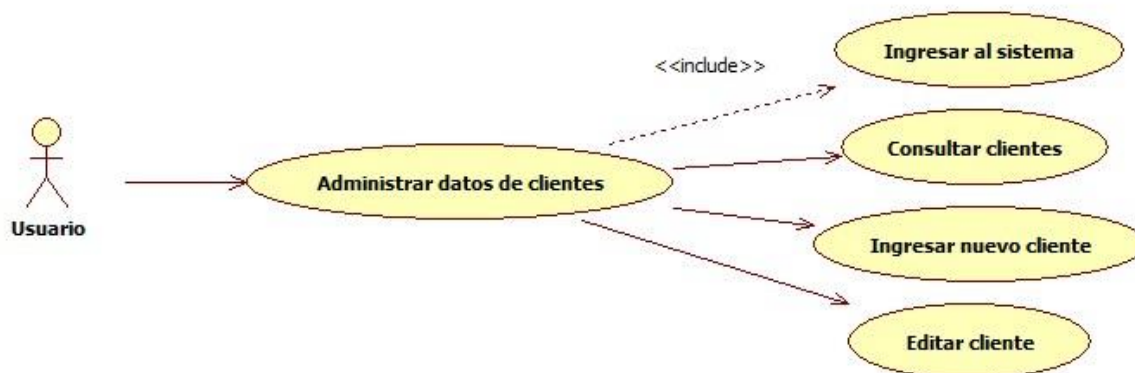 Ingresar al sistema
<<include>>
Consultar clientes
Administrar datos de clientes
Usuario
Ingresar nuevo cliente
Editar cliente